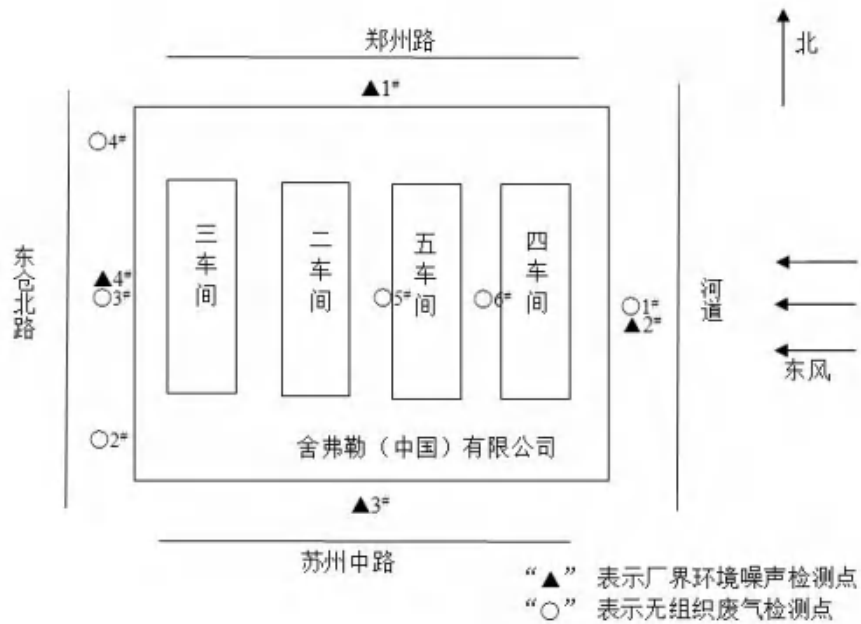 郑州路
北
▲1#
○4#
三车间
二车间
五车间
四车间
东仓北路
▲4#
○3#
○5#
○6#
○1#
▲2#
河道
东风
○2#
舍弗勒（中国）有限公司
▲3#
苏州中路
“▲” 表示厂界环境噪声检测点
“○” 表示无组织废气检测点